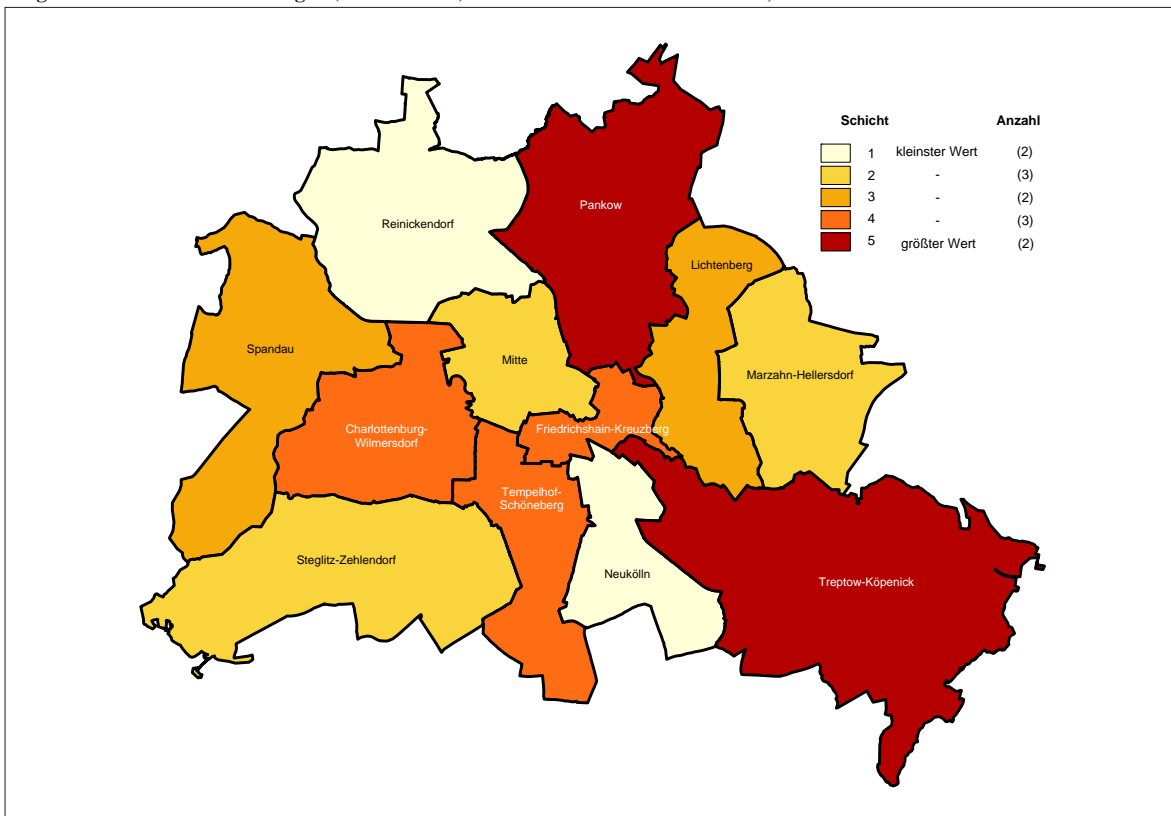 Schicht Anzahl
1 kleinster Wert (2)
2 - (3)
3 - (2)
4 - (3)
5 größter Wert (2)
Pankow
Reinickendorf
Lichtenberg
Spandau
Mitte
Marzahn-Hellersdorf
Charlottenburg-
Wilmersdorf
Friedrichshain-Kreuzberg
Tempelhof-
Schöneberg
Steglitz-Zehlendorf
Neukölln
Treptow-Köpenick